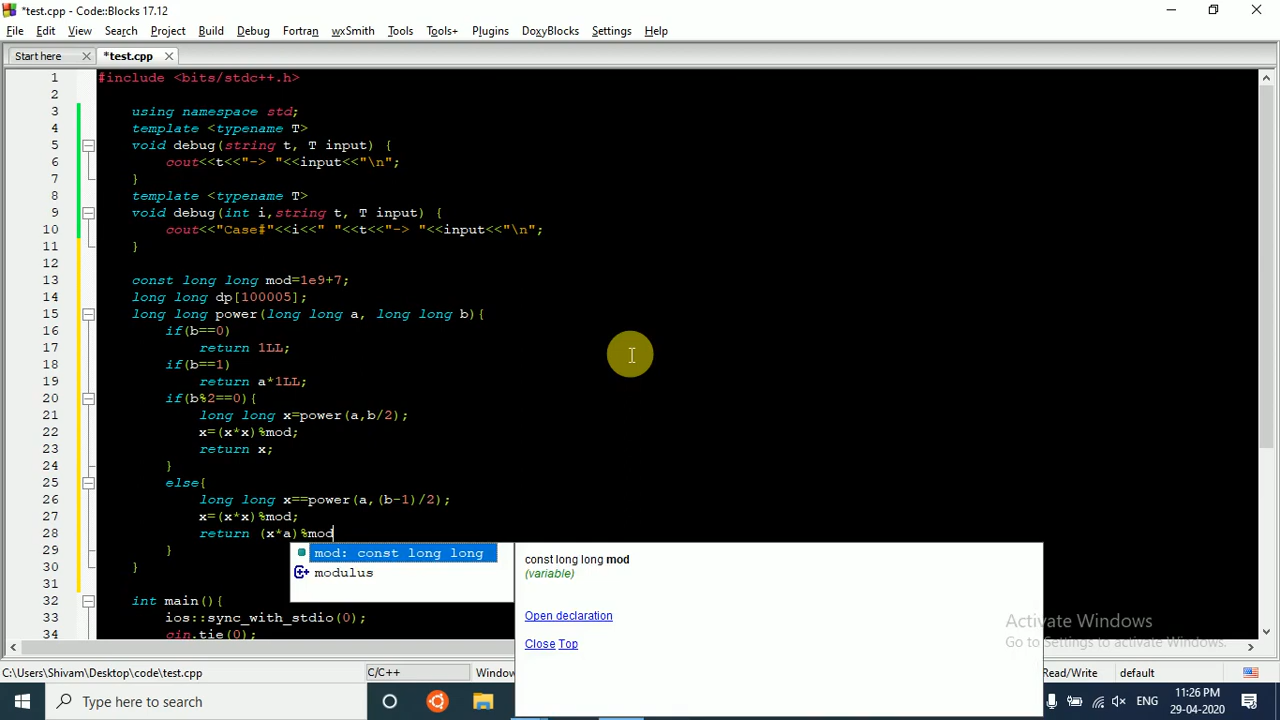 *test.cpp - Code::Blocks 17.12
File Edit View Search Project Build Debug Fortran wxSmith Tools Tools+ Plugins DoxyBlocks Settings Help
Start here *test.cpp
1 #include <bits/stdc++.h>
2
3 using namespace std;
4 template <typename T>
5 void debug(string t, T input) {
6 cout<<t<<"-> "<<input<<"\n";
7 }
8 template <typename T>
9 void debug(int i,string t, T input) {
10 cout<<"Case#"<<i<<" "<<t<<"-> "<<input<<"\n";
11 }
12
13 const long long mod=1e9+7;
14 long long dp[100005];
15 long long power(long long a, long long b){
16 if(b==0)
17 return 1LL;
18 if(b==1)
19 return a*1LL;
20 if(b%2==0){
21 long long x=power(a,b/2);
22 x=(x*x)%mod;
23 return x;
24 }
25 else{
26 long long x==power(a,(b-1)/2);
27 x=(x*x)%mod;
28 return (x*a)%mod
29 }
30 }
31
32 int main(){
33 ios::sync_with_stdio(0);
34 cin.tie(0);
mod: const long long
modulus
const long long mod
(variable)
Open declaration
Close Top
Activate Windows
Go to Settings to activate Windows.
C:\Users\Shivam\Desktop\code\test.cpp C/C++ Window Read/Write default
Type here to search
ENG
11:26 PM
29-04-2020